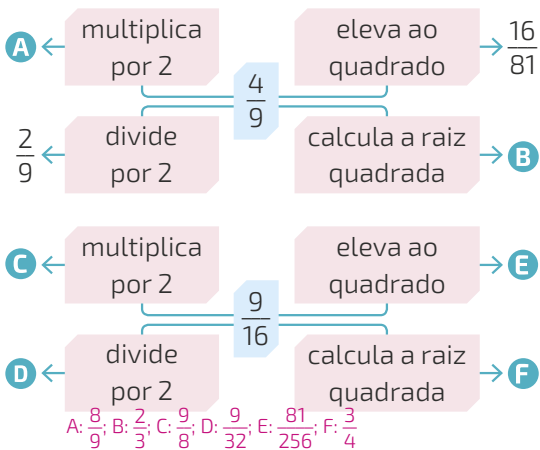 multiplica
por 2
eleva ao
quadrado
A
4/9
16/81
divide
por 2
calcula a raiz
quadrada
2/9
B
multiplica
por 2
eleva ao
quadrado
C
9/16
E
divide
por 2
calcula a raiz
quadrada
D
F
A: 8/9; B: 2/3; C: 9/8; D: 9/32; E: 81/256; F: 3/4